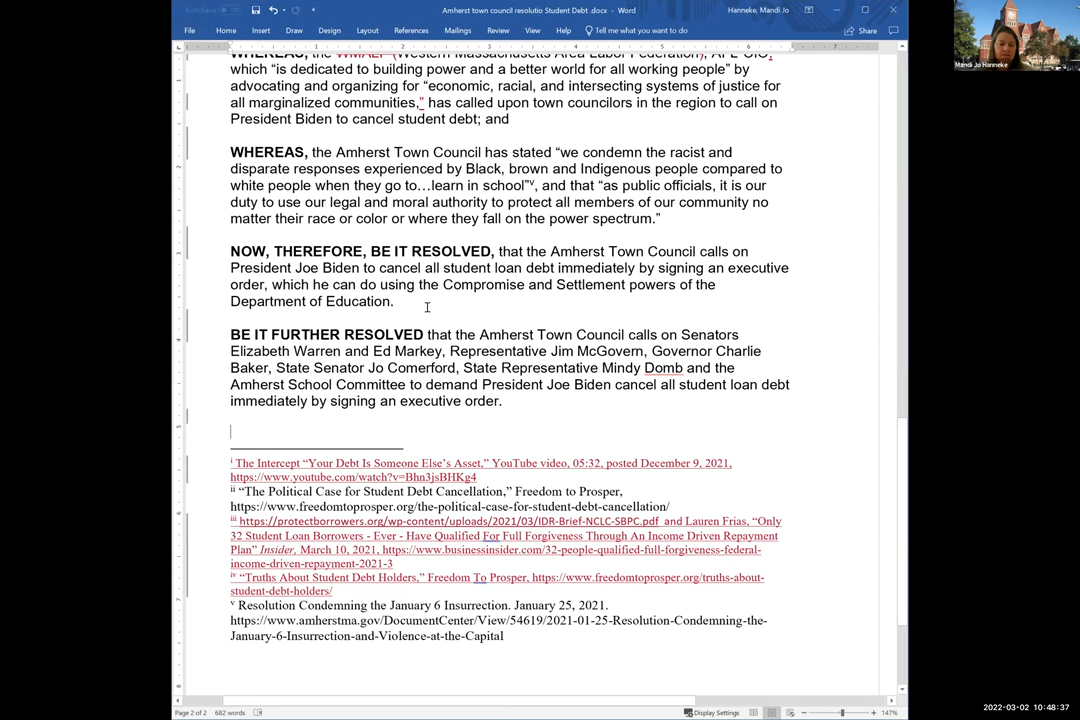 AutoSave Off
Amherst town council resolutio Student Debt .docx - Word
Hanneke, Mandi Jo
File Home Insert Draw Design Layout References Mailings Review View Help Tell me what you want to do Share
Mandi Jo Hanneke
WHEREAS, the WMALF (Western Massachusetts Area Labor Federation), AFL-CIO,
which “is dedicated to building power and a better world for all working people” by
advocating and organizing for “economic, racial, and intersecting systems of justice for
all marginalized communities,” has called upon town councilors in the region to call on
President Biden to cancel student debt; and
WHEREAS, the Amherst Town Council has stated “we condemn the racist and
disparate responses experienced by Black, brown and Indigenous people compared to
white people when they go to…learn in school”v, and that “as public officials, it is our
duty to use our legal and moral authority to protect all members of our community no
matter their race or color or where they fall on the power spectrum.”
NOW, THEREFORE, BE IT RESOLVED, that the Amherst Town Council calls on
President Joe Biden to cancel all student loan debt immediately by signing an executive
order, which he can do using the Compromise and Settlement powers of the
Department of Education.
BE IT FURTHER RESOLVED that the Amherst Town Council calls on Senators
Elizabeth Warren and Ed Markey, Representative Jim McGovern, Governor Charlie
Baker, State Senator Jo Comerford, State Representative Mindy Domb and the
Amherst School Committee to demand President Joe Biden cancel all student loan debt
immediately by signing an executive order.
i The Intercept “Your Debt Is Someone Else’s Asset,” YouTube video, 05:32, posted December 9, 2021,
https://www.youtube.com/watch?v=Bhn3jsBHKg4
ii “The Political Case for Student Debt Cancellation,” Freedom to Prosper,
https://www.freedomtoprosper.org/the-political-case-for-student-debt-cancellation/
iii https://protectborrowers.org/wp-content/uploads/2021/03/IDR-Brief-NCLC-SBPC.pdf and Lauren Frias, “Only
32 Student Loan Borrowers - Ever - Have Qualified For Full Forgiveness Through An Income Driven Repayment
Plan” Insider, March 10, 2021, https://www.businessinsider.com/32-people-qualified-full-forgiveness-federal-
income-driven-repayment-2021-3
iv “Truths About Student Debt Holders,” Freedom To Prosper, https://www.freedomtoprosper.org/truths-about-
student-debt-holders/
v Resolution Condemning the January 6 Insurrection. January 25, 2021.
https://www.amherstma.gov/DocumentCenter/View/54619/2021-01-25-Resolution-Condemning-the-
January-6-Insurrection-and-Violence-at-the-Capital
Page 2 of 2 682 words Display Settings 147%
2022-03-02 10:48:37